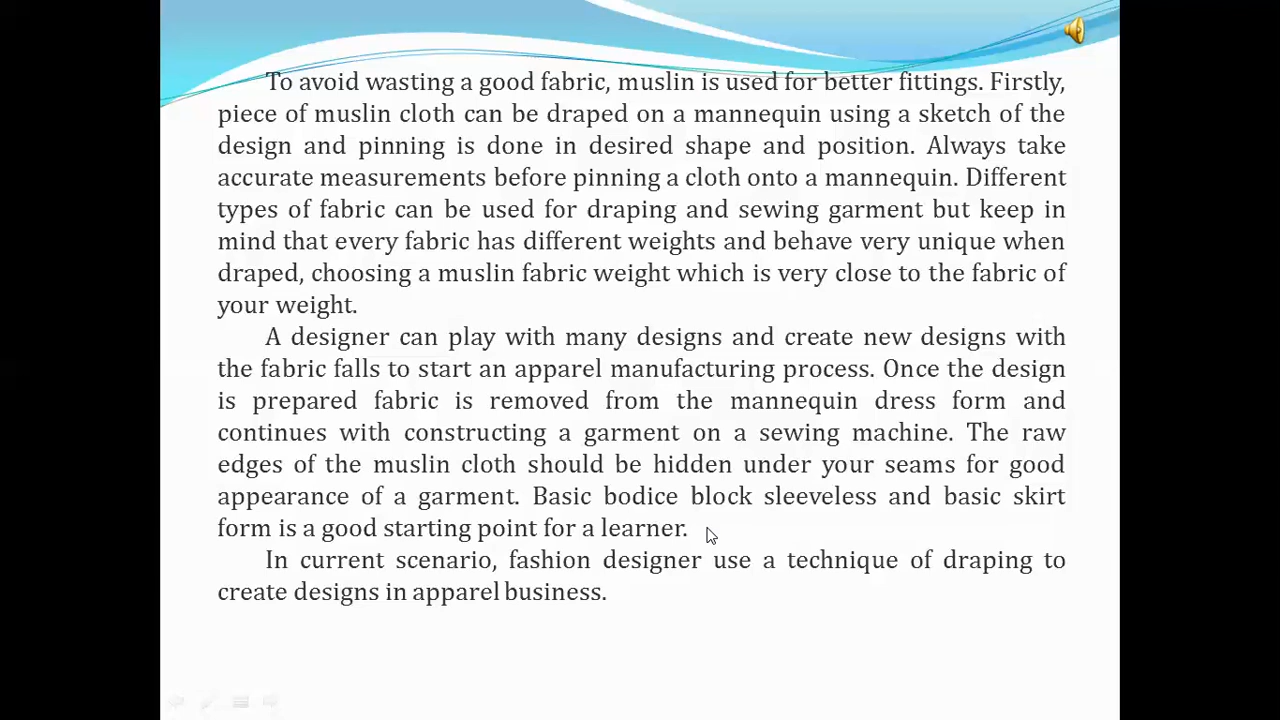 To avoid wasting a good fabric, muslin is used for better fittings. Firstly,
piece of muslin cloth can be draped on a mannequin using a sketch of the
design and pinning is done in desired shape and position. Always take
accurate measurements before pinning a cloth onto a mannequin. Different
types of fabric can be used for draping and sewing garment but keep in
mind that every fabric has different weights and behave very unique when
draped, choosing a muslin fabric weight which is very close to the fabric of
your weight.
A designer can play with many designs and create new designs with
the fabric falls to start an apparel manufacturing process. Once the design
is prepared fabric is removed from the mannequin dress form and
continues with constructing a garment on a sewing machine. The raw
edges of the muslin cloth should be hidden under your seams for good
appearance of a garment. Basic bodice block sleeveless and basic skirt
form is a good starting point for a learner.
In current scenario, fashion designer use a technique of draping to
create designs in apparel business.